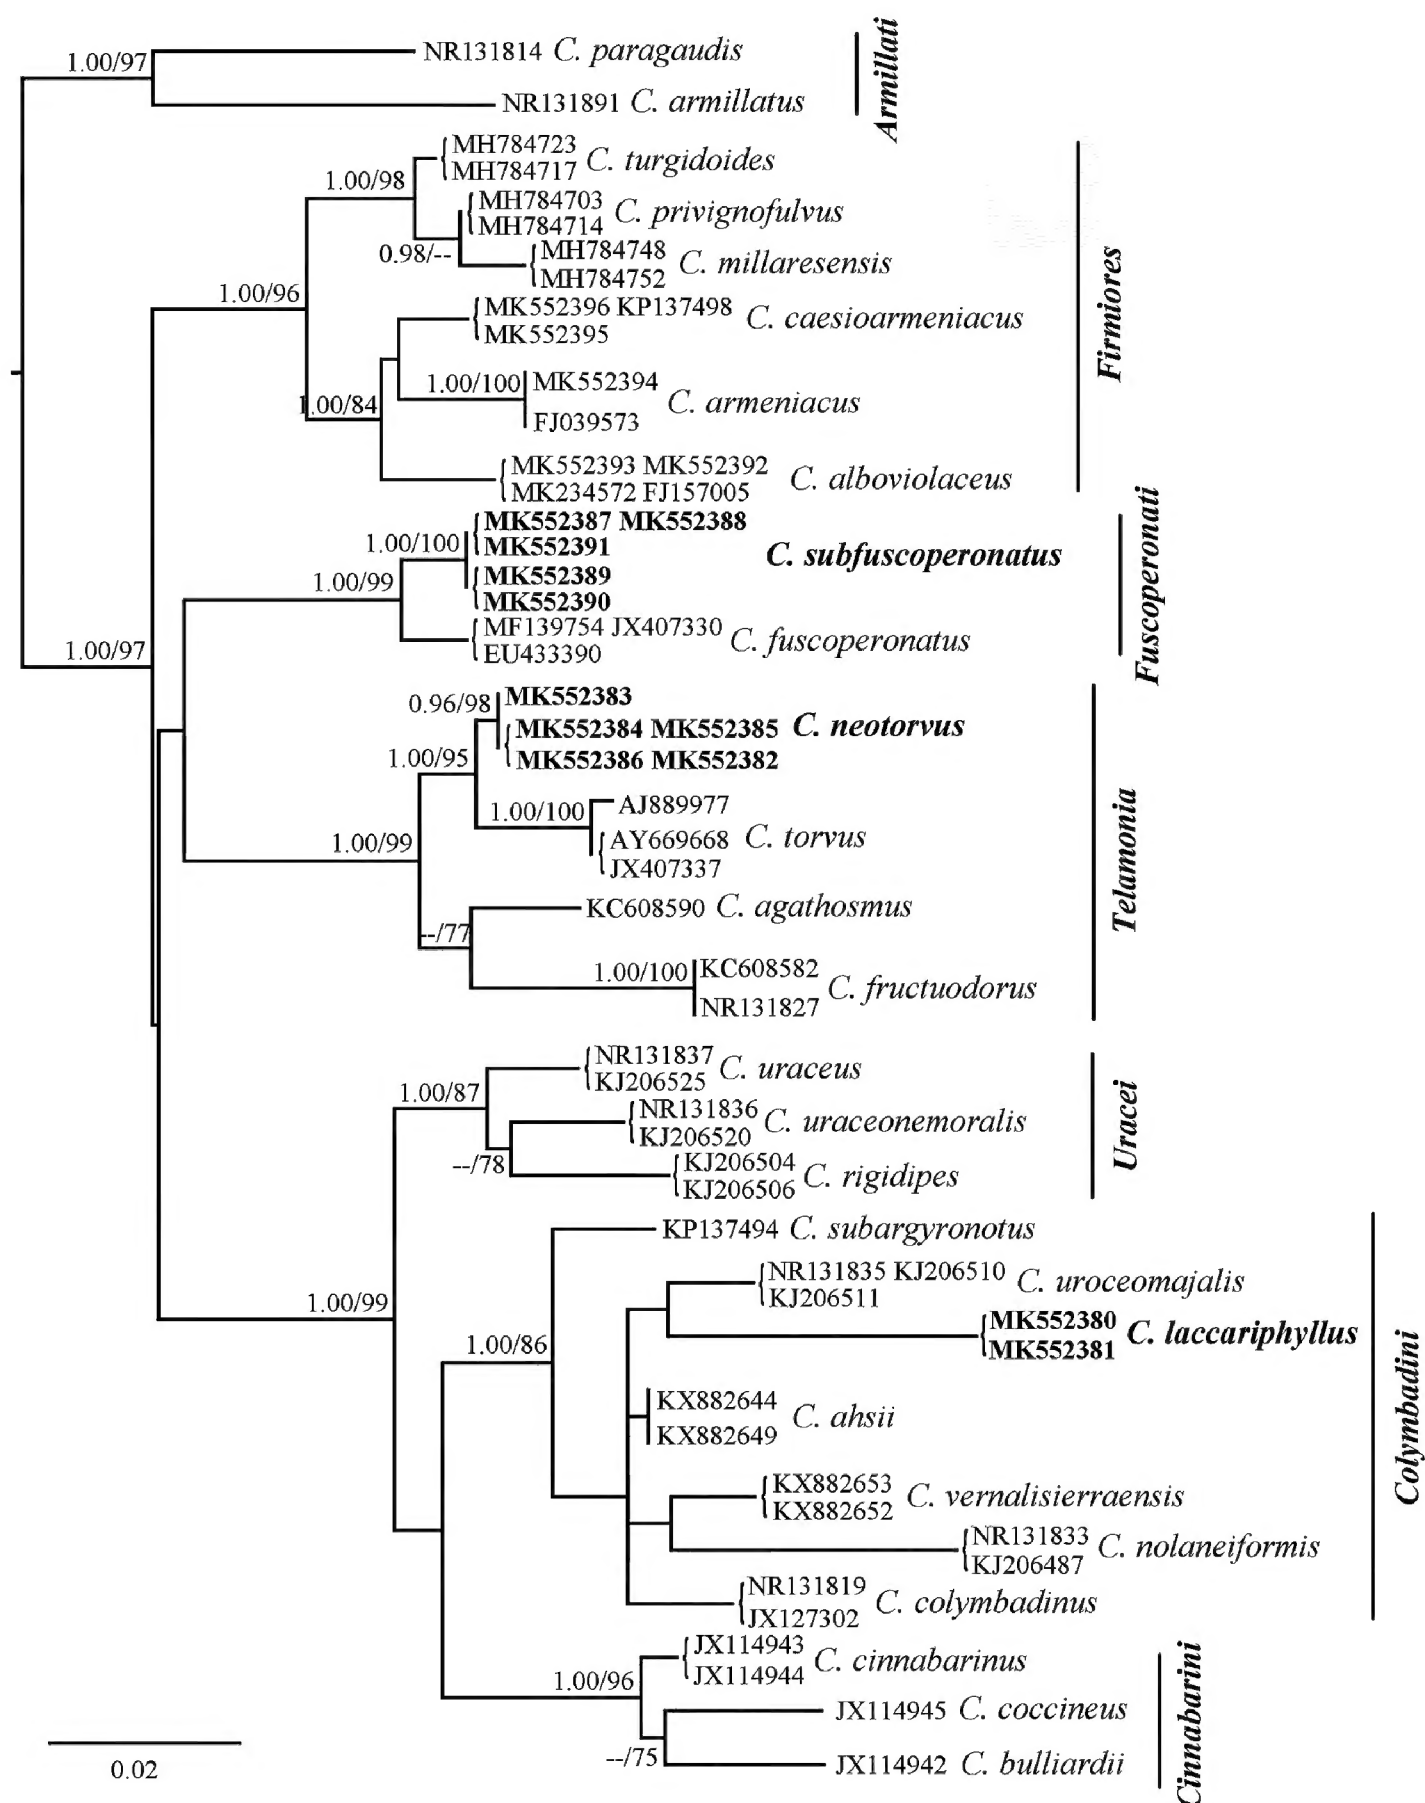 1.00/97
NR131814 C. paragaudis
NR131891 C. armillatus
Armillati
MH784723
MH784717 C. turgidoides
1.00/98
MH784703
MH784714 C. privignofulvus
0.98/--
MH784748
MH784752 C. millaresensis
1.00/96
MK552396 KP137498
MK552395 C. caesioarmeniacus
1.00/84
1.00/100
MK552394
FJ039573 C. armeniacus
MK552393 MK552392
MK234572 FJ157005 C. alboviolaceus
Firmiores
MK552387 MK552388
MK552391
MK552389
MK552390
C. subfuscoperonatus
1.00/100
1.00/99
MF139754 JX407330
EU433390 C. fuscoperonatus
Fuscoperonati
1.00/97
0.96/98
MK552383
MK552384 MK552385
MK552386 MK552382
C. neotorvus
1.00/95
1.00/100
AJ889977
AY669668
JX407337
C. torvus
1.00/99
KC608590 C. agathosmus
--/77
1.00/100
KC608582
NR131827 C. fructuodorus
Telamonia
NR131837
KJ206525 C. uraceus
1.00/87
NR131836
KJ206520 C. uraceonemoralis
--/78
KJ206504
KJ206506 C. rigidipes
Uracei
KP137494 C. subargyronotus
1.00/99
NR131835 KJ206510
KJ206511 C. uroceomajalis
MK552380
MK552381 C. laccariphyllus
1.00/86
KX882644
KX882649 C. ahsii
KX882653
KX882652 C. vernalisierraensis
NR131833
KJ206487 C. nolaneiformis
NR131819
JX127302 C. colymbadinus
Colymbadini
JX114943
JX114944 C. cinnabarinus
1.00/96
JX114945 C. coccineus
--/75
JX114942 C. bulliardii
Cinnabarini
0.02